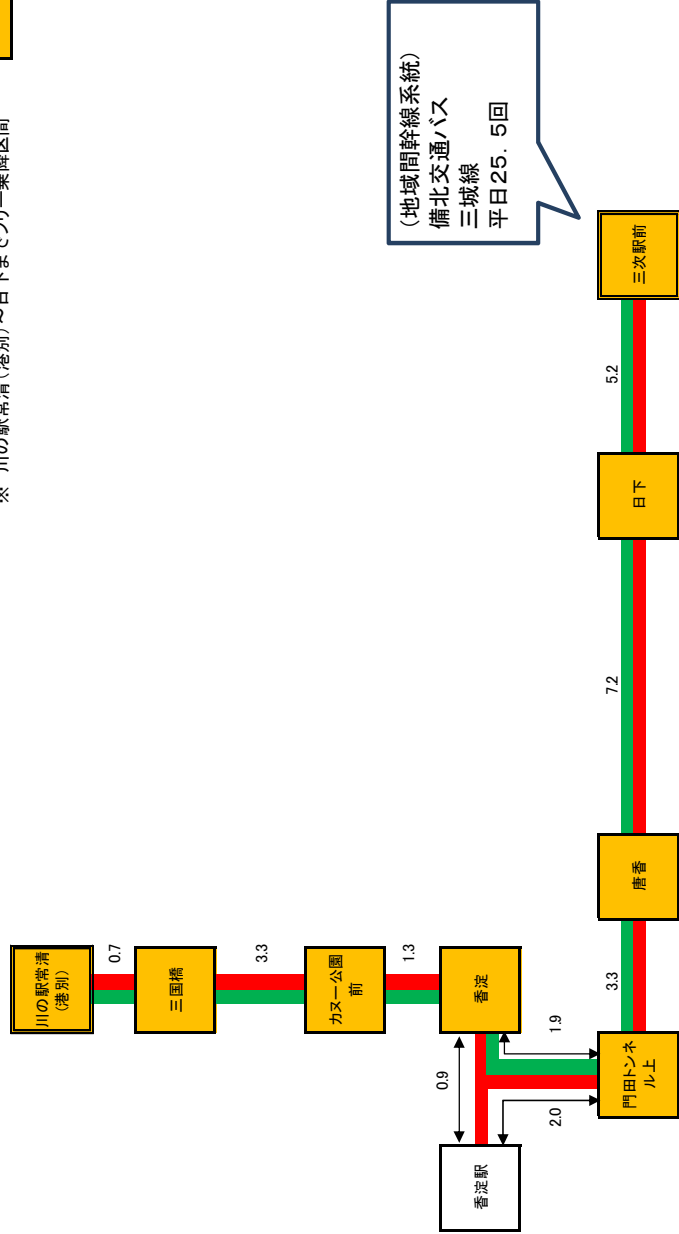 ※ 川の駅常清（港別）～日下までフリー乗降区間
（地域間幹線系統）
備北交通バス
三城線
平日２５．５回
川の駅常清
（港別）
0.7
三国橋
3.3
カヌー公園
前
1.3
香淀
0.9
香淀駅
1.9
2.0
門田トンネ
ル上
3.3
唐香
7.2
日下
5.2
三次駅前